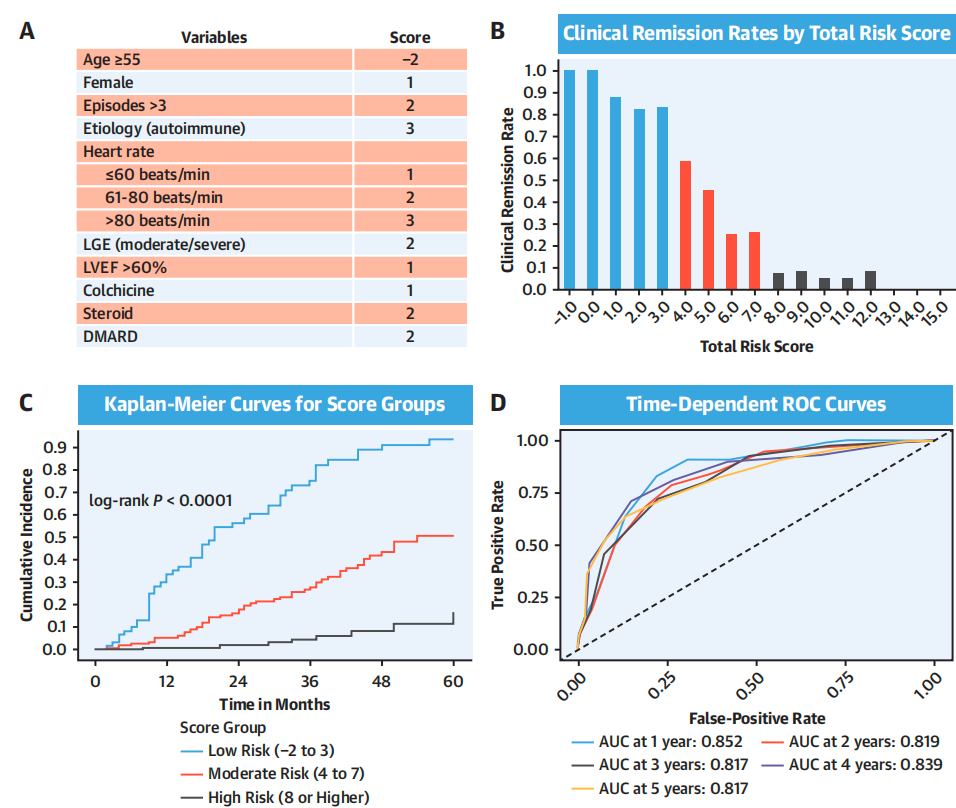 A
Variables Score
Age ≥55 –2
Female 1
Episodes >3 2
Etiology (autoimmune) 3
Heart rate
≤60 beats/min 1
61-80 beats/min 2
>80 beats/min 3
LGE (moderate/severe) 2
LVEF >60% 1
Colchicine 1
Steroid 2
DMARD 2
B
Clinical Remission Rates by Total Risk Score
Clinical Remission Rate
1.0
0.9
0.8
0.7
0.6
0.5
0.4
0.3
0.2
0.1
0.0
–1.0 0.0 1.0 2.0 3.0 4.0 5.0 6.0 7.0 8.0 9.0 10.0 11.0 12.0 13.0 14.0 15.0
Total Risk Score
C
Kaplan-Meier Curves for Score Groups
Cumulative Incidence
0.9
0.8
0.7
0.6
0.5
0.4
0.3
0.2
0.1
0.0
log-rank P < 0.0001
0 12 24 36 48 60
Time in Months
Score Group
Low Risk (–2 to 3)
Moderate Risk (4 to 7)
High Risk (8 or Higher)
D
Time-Dependent ROC Curves
True Positive Rate
1.00
0.75
0.50
0.25
0.00
0.00 0.25 0.50 0.75 1.00
False-Positive Rate
AUC at 1 year: 0.852 AUC at 2 years: 0.819
AUC at 3 years: 0.817 AUC at 4 years: 0.839
AUC at 5 years: 0.817